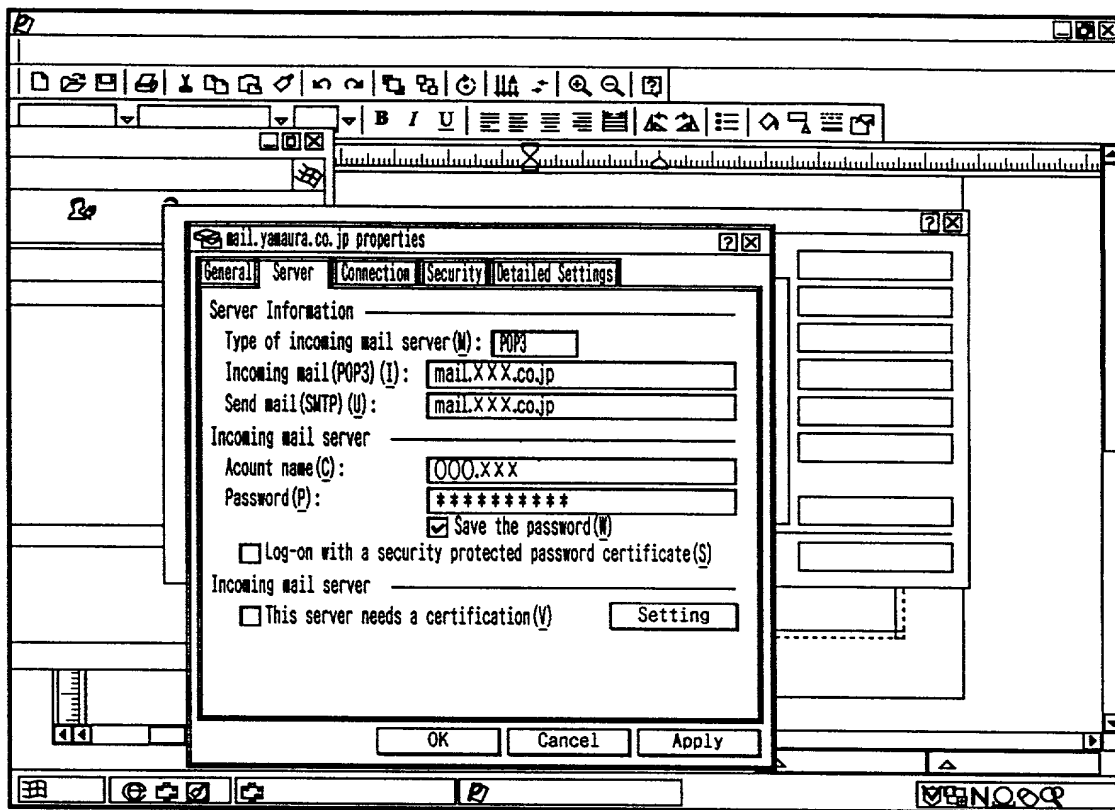 B I U
mail.yamaura.co.jp properties
General Server Connection Security Detailed Settings
Server Information
Type of incoming mail server(M): POP3
Incoming mail(POP3)(I): mail.XXX.co.jp
Send mail(SMTP)(U): mail.XXX.co.jp
Incoming mail server
Acount name(C): OOO.XXX
Password(P): **********
Save the password(W)
Log-on with a security protected password certificate(S)
Incoming mail server
This server needs a certification(V) Setting
OK Cancel Apply